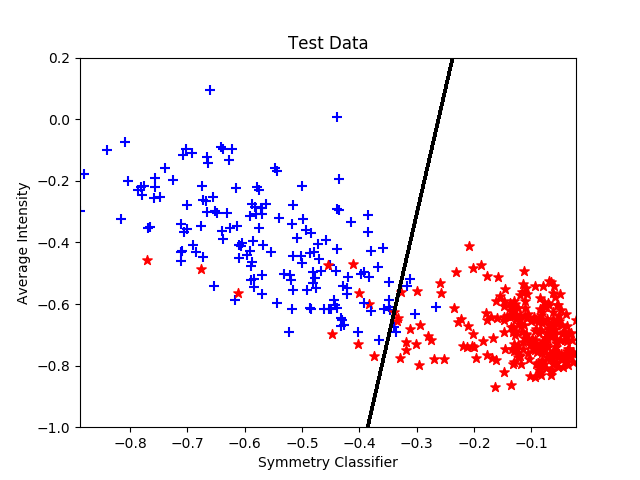 Test Data
0.2
0.0
−0.2
−0.4
−0.6
−0.8
−1.0
Average Intensity
−0.8 −0.7 −0.6 −0.5 −0.4 −0.3 −0.2 −0.1
Symmetry Classifier